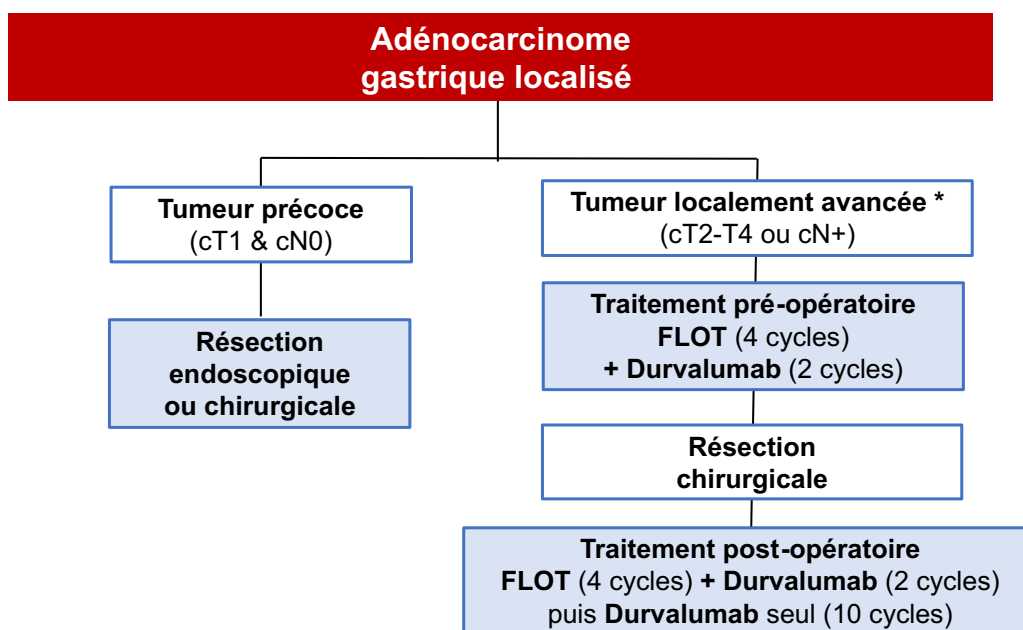 Adénocarcinome
gastrique localisé
Tumeur précoce
(cT1 & cN0)
Résection
endoscopique
ou chirurgicale
Tumeur localement avancée *
(cT2-T4 ou cN+)
Traitement pré-opératoire
FLOT (4 cycles)
+ Durvalumab (2 cycles)
Résection
chirurgicale
Traitement post-opératoire
FLOT (4 cycles) + Durvalumab (2 cycles)
puis Durvalumab seul (10 cycles)